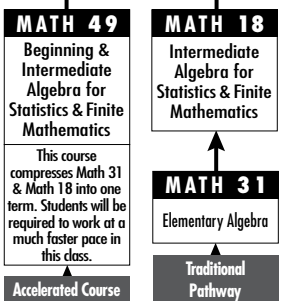 MATH 49
Beginning &
Intermediate
Algebra for
Statistics & Finite
Mathematics
This course
compresses Math 31
& Math 18 into one
term. Students will be
required to work at a
much faster pace in
this class.
Accelerated Course
MATH 18
Intermediate
Algebra for
Statistics & Finite
Mathematics
MATH 31
Elementary Algebra
Traditional
Pathway